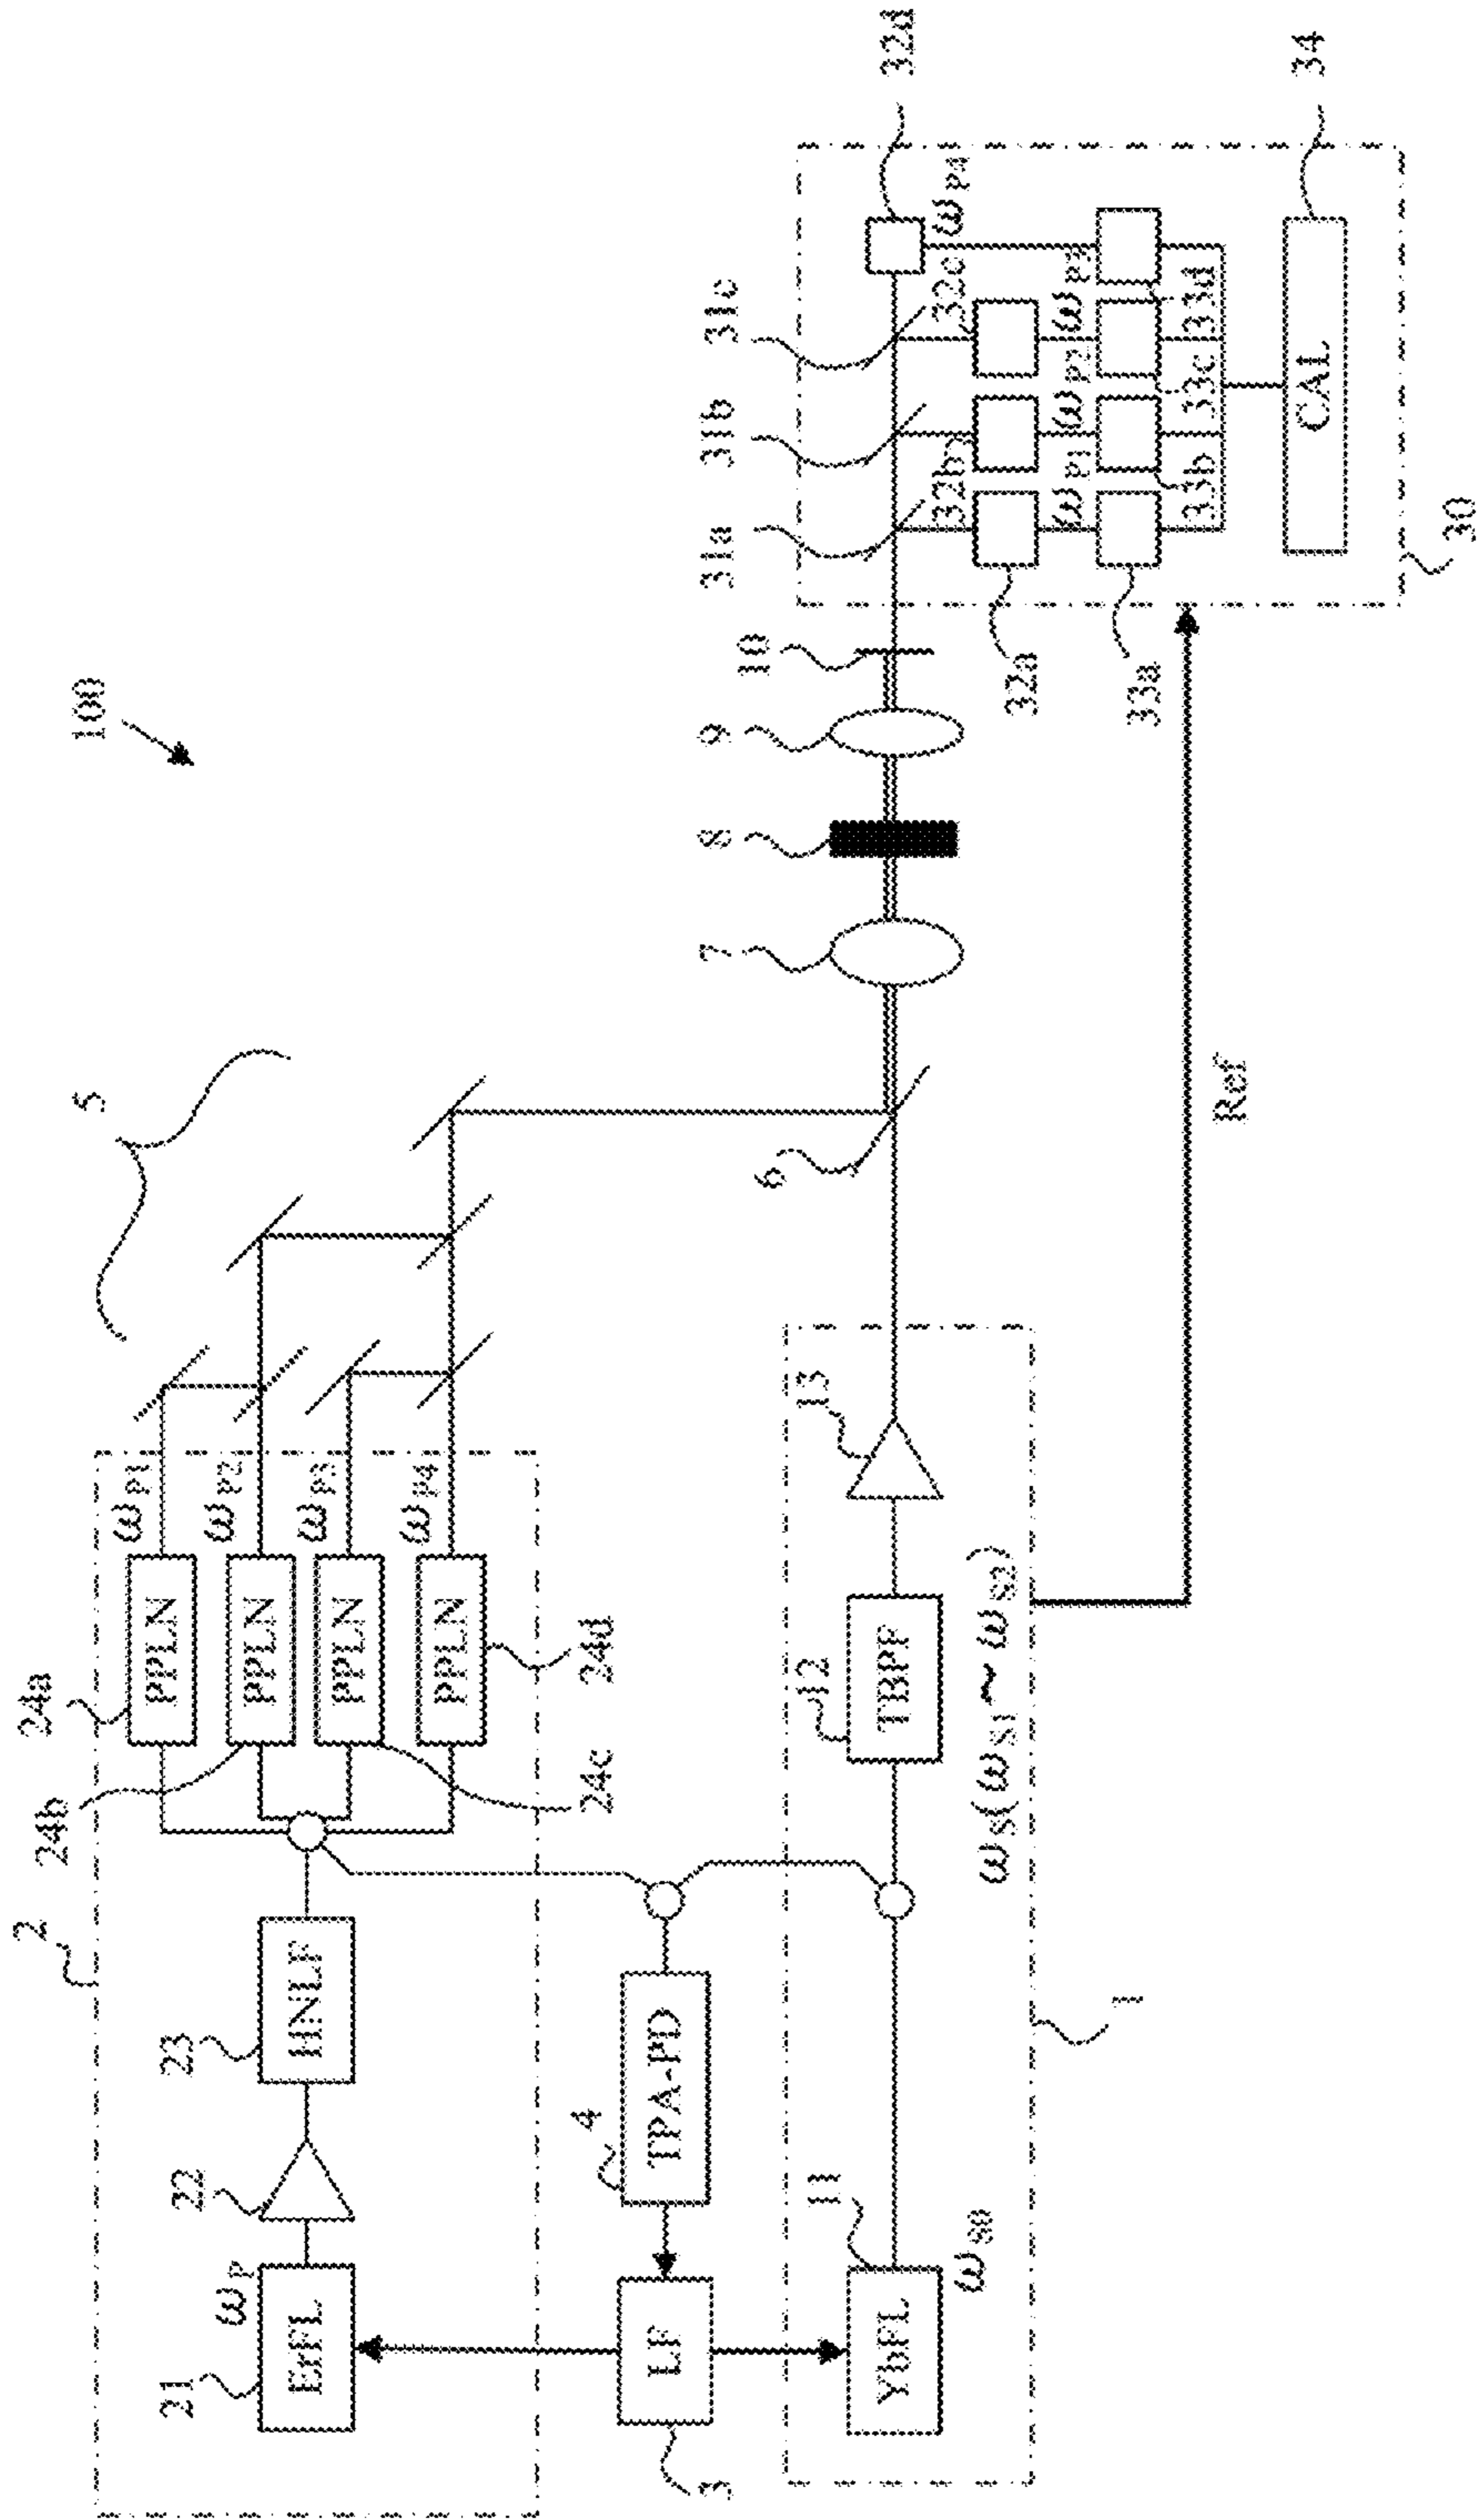 100
2
21
ErFL
ωP
22
23
HNLF
24a
24b
24c
24d
PPLN
PPLN
PPLN
PPLN
ωP1
ωP2
ωP3
ωP4
5
3
LF
4
TPA-PD
1
11
YbFL
ωS0
12
TBPF
13
ωS(ωS1~ωS2)
Ref
6
7
8
9
10
31a
31b
31c
32a
32b
32c
32d
ωP1
ωP2
ωP3
ωP4
33a
33b
33c
33d
CAL
34
30